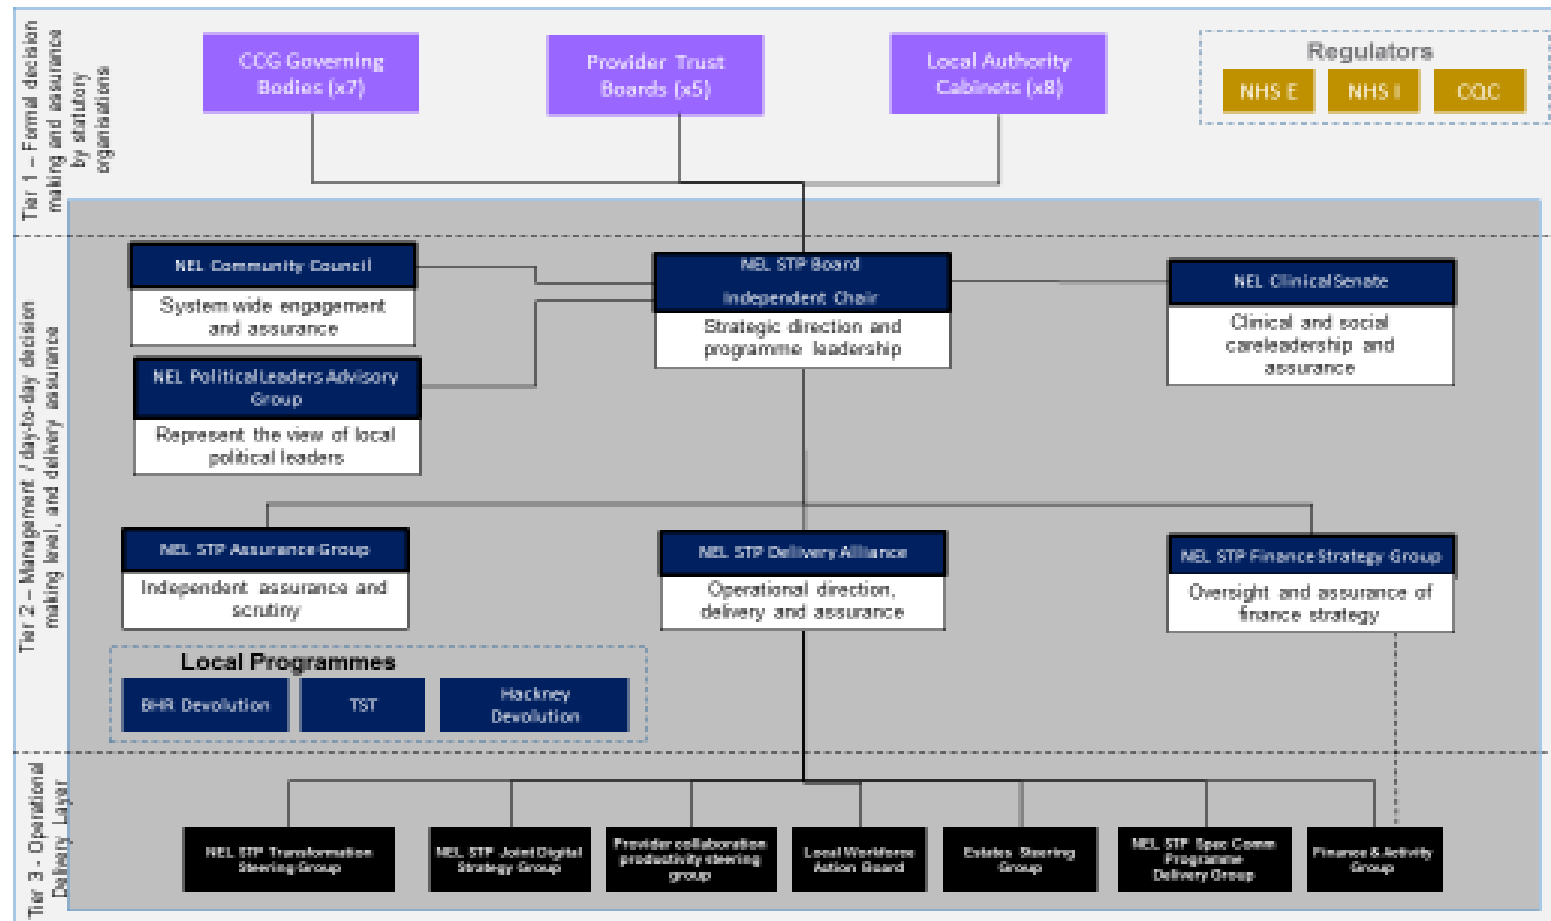 Tier 1 – Formal decision
making and assurance
by statutory
organisations
CCG Governing
Bodies (x7)
Provider Trust
Boards (x5)
Local Authority
Cabinets (x8)
Regulators
NHS E
NHS I
CQC
Tier 2 – Management / day-to-day decision
making level, and delivery assurance
NEL Community Council
System wide engagement
and assurance
NEL Political Leaders Advisory
Group
Represent the view of local
political leaders
NEL STP Board
Independent Chair
Strategic direction and
programme leadership
NEL Clinical Senate
Clinical and social
careleadership and
assurance
NEL STP Assurance Group
Independent assurance and
scrutiny
NEL STP Delivery Alliance
Operational direction,
delivery and assurance
NEL STP Finance Strategy Group
Oversight and assurance of
finance strategy
Local Programmes
BHR Devolution
TST
Hackney
Devolution
Tier 3 - Operational
Delivery Layer
NEL STP Transformation
Steering Group
NEL STP Joint Digital
Strategy Group
Provider collaboration
productivity steering
group
Local Workforce
Action Board
Estates Steering
Group
NEL STP Spec Comm
Programme
Delivery Group
Finance & Activity
Group